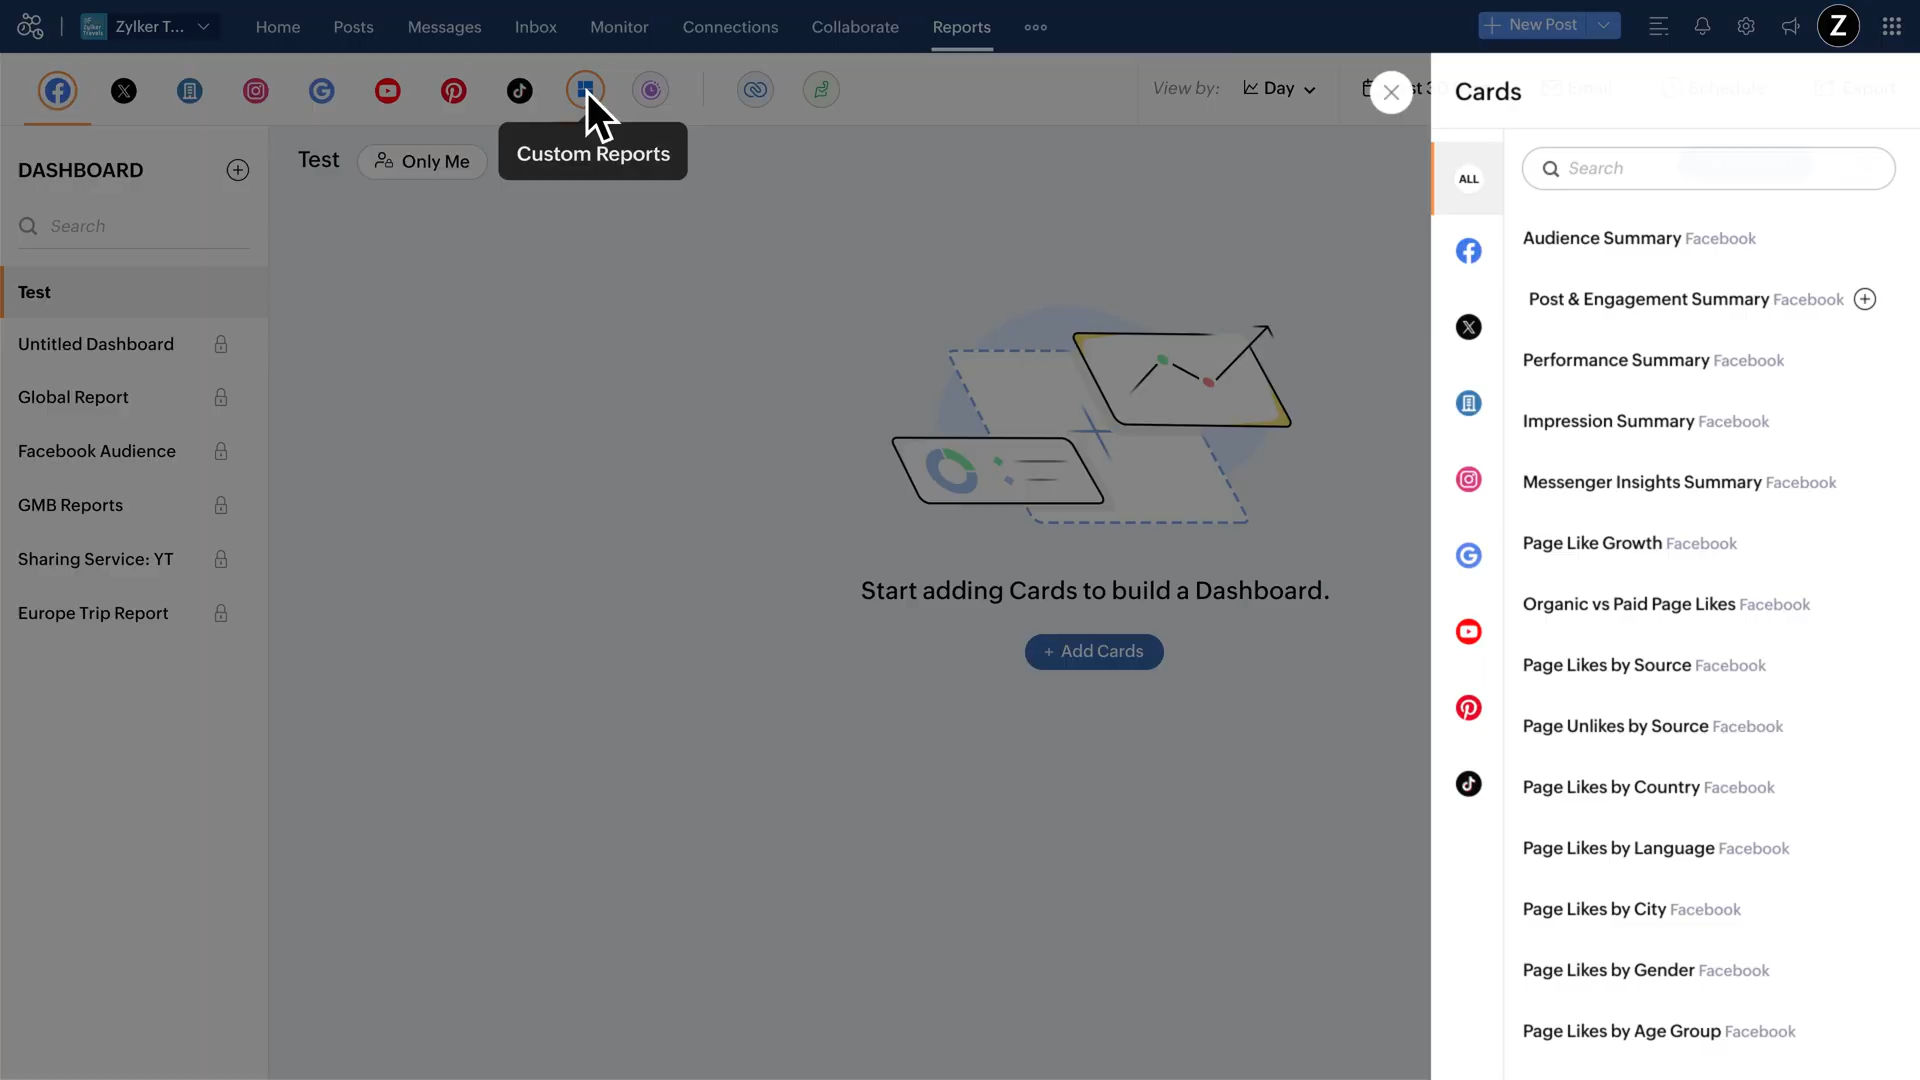 Zylker T...
Home
Posts
Messages
Inbox
Monitor
Connections
Collaborate
Reports
New Post
Z
View by:
Day
Cards
Email
Schedule
Export
Custom Reports
DASHBOARD
Search
Test
Untitled Dashboard
Global Report
Facebook Audience
GMB Reports
Sharing Service: YT
Europe Trip Report
Test
Only Me
Start adding Cards to build a Dashboard.
+ Add Cards
ALL
Search
Audience Summary Facebook
Post & Engagement Summary Facebook
Performance Summary Facebook
Impression Summary Facebook
Messenger Insights Summary Facebook
Page Like Growth Facebook
Organic vs Paid Page Likes Facebook
Page Likes by Source Facebook
Page Unlikes by Source Facebook
Page Likes by Country Facebook
Page Likes by Language Facebook
Page Likes by City Facebook
Page Likes by Gender Facebook
Page Likes by Age Group Facebook